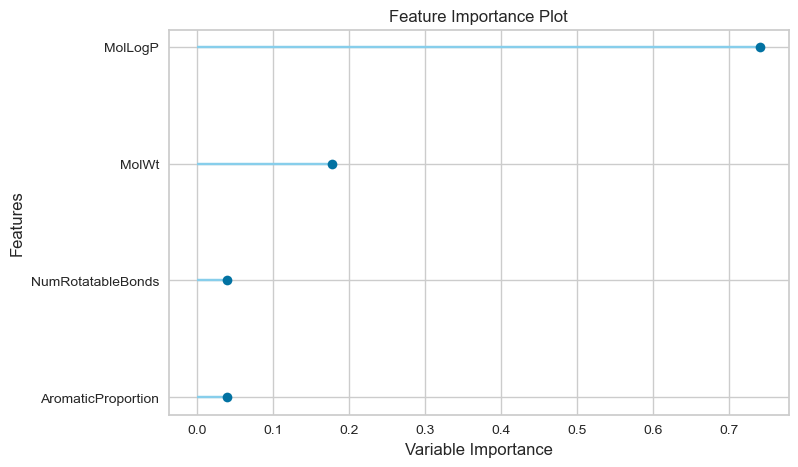 Feature Importance Plot
MolLogP
MolWt
NumRotatableBonds
AromaticProportion
Features
0.0 0.1 0.2 0.3 0.4 0.5 0.6 0.7
Variable Importance